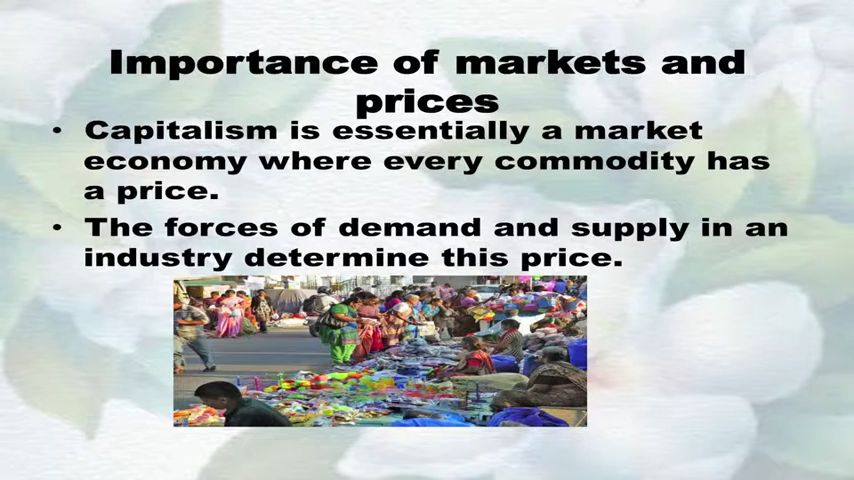 Importance of markets and
prices
• Capitalism is essentially a market
economy where every commodity has
a price.
• The forces of demand and supply in an
industry determine this price.